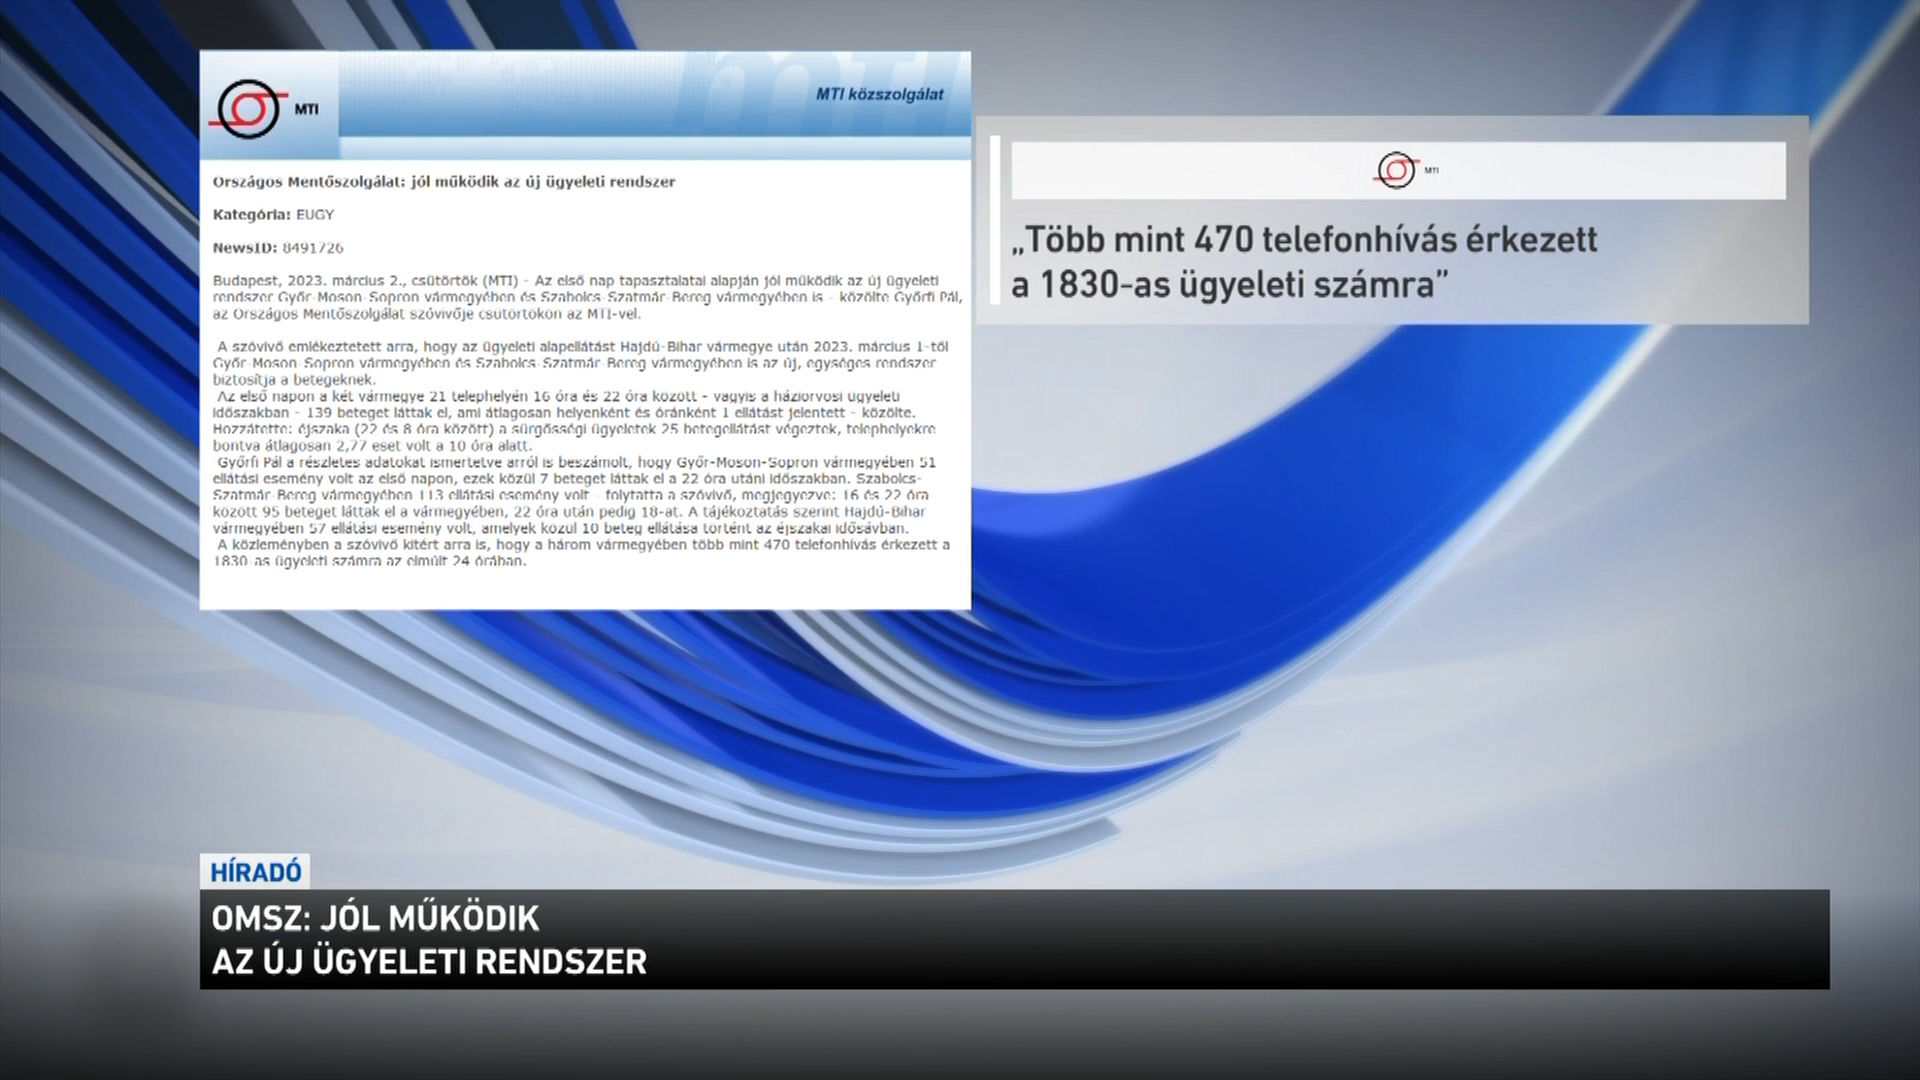 MTI
MTI közszolgálat
Országos Mentőszolgálat: jól működik az új ügyeleti rendszer
Kategória: EUGY
NewsID: 8491726
Budapest, 2023. március 2., csütörtök (MTI) - Az első nap tapasztalatai alapján jól működik az új ügyeleti
rendszer Győr-Moson-Sopron vármegyében és Szabolcs-Szatmár-Bereg vármegyében is - közölte Győrfi Pál,
az Országos Mentőszolgálat szóvivője csütörtökön az MTI-vel.
A szóvivő emlékeztetett arra, hogy az ügyeleti alapellátást Hajdú-Bihar vármegye után 2023. március 1-től
Győr-Moson-Sopron vármegyében és Szabolcs-Szatmár-Bereg vármegyében is az új, egységes rendszer
biztosítja a betegeknek.
Az első napon a két vármegye 21 telephelyén 16 óra és 22 óra között - vagyis a háziorvosi ügyeleti
időszakban - 139 beteget láttak el, ami átlagosan helyenként és óránként 1 ellátást jelentett - közölte.
Hozzátette: éjszaka (22 és 8 óra között) a sürgősségi ügyeletek 25 betegellátást végeztek, telephelyekre
bontva átlagosan 2,77 eset volt a 10 óra alatt.
Győrfi Pál a részletes adatokat ismertetve arról is beszámolt, hogy Győr-Moson-Sopron vármegyében 51
ellátási esemény volt az első napon, ezek közül 7 beteget láttak el a 22 óra utáni időszakban. Szabolcs-
Szatmár-Bereg vármegyében 113 ellátási esemény volt - folytatta a szóvivő, megjegyezve: 16 és 22 óra
között 95 beteget láttak el a vármegyében, 22 óra után pedig 18-at. A tájékoztatás szerint Hajdú-Bihar
vármegyében 57 ellátási esemény volt, amelyek közül 10 beteg ellátása történt az éjszakai idősávban.
A közleményben a szóvivő kitért arra is, hogy a három vármegyében több mint 470 telefonhívás érkezett a
1830-as ügyeleti számra az elmúlt 24 órában.
MTI
„Több mint 470 telefonhívás érkezett
a 1830-as ügyeleti számra”
HÍRADÓ
OMSZ: JÓL MŰKÖDIK
AZ ÚJ ÜGYELETI RENDSZER